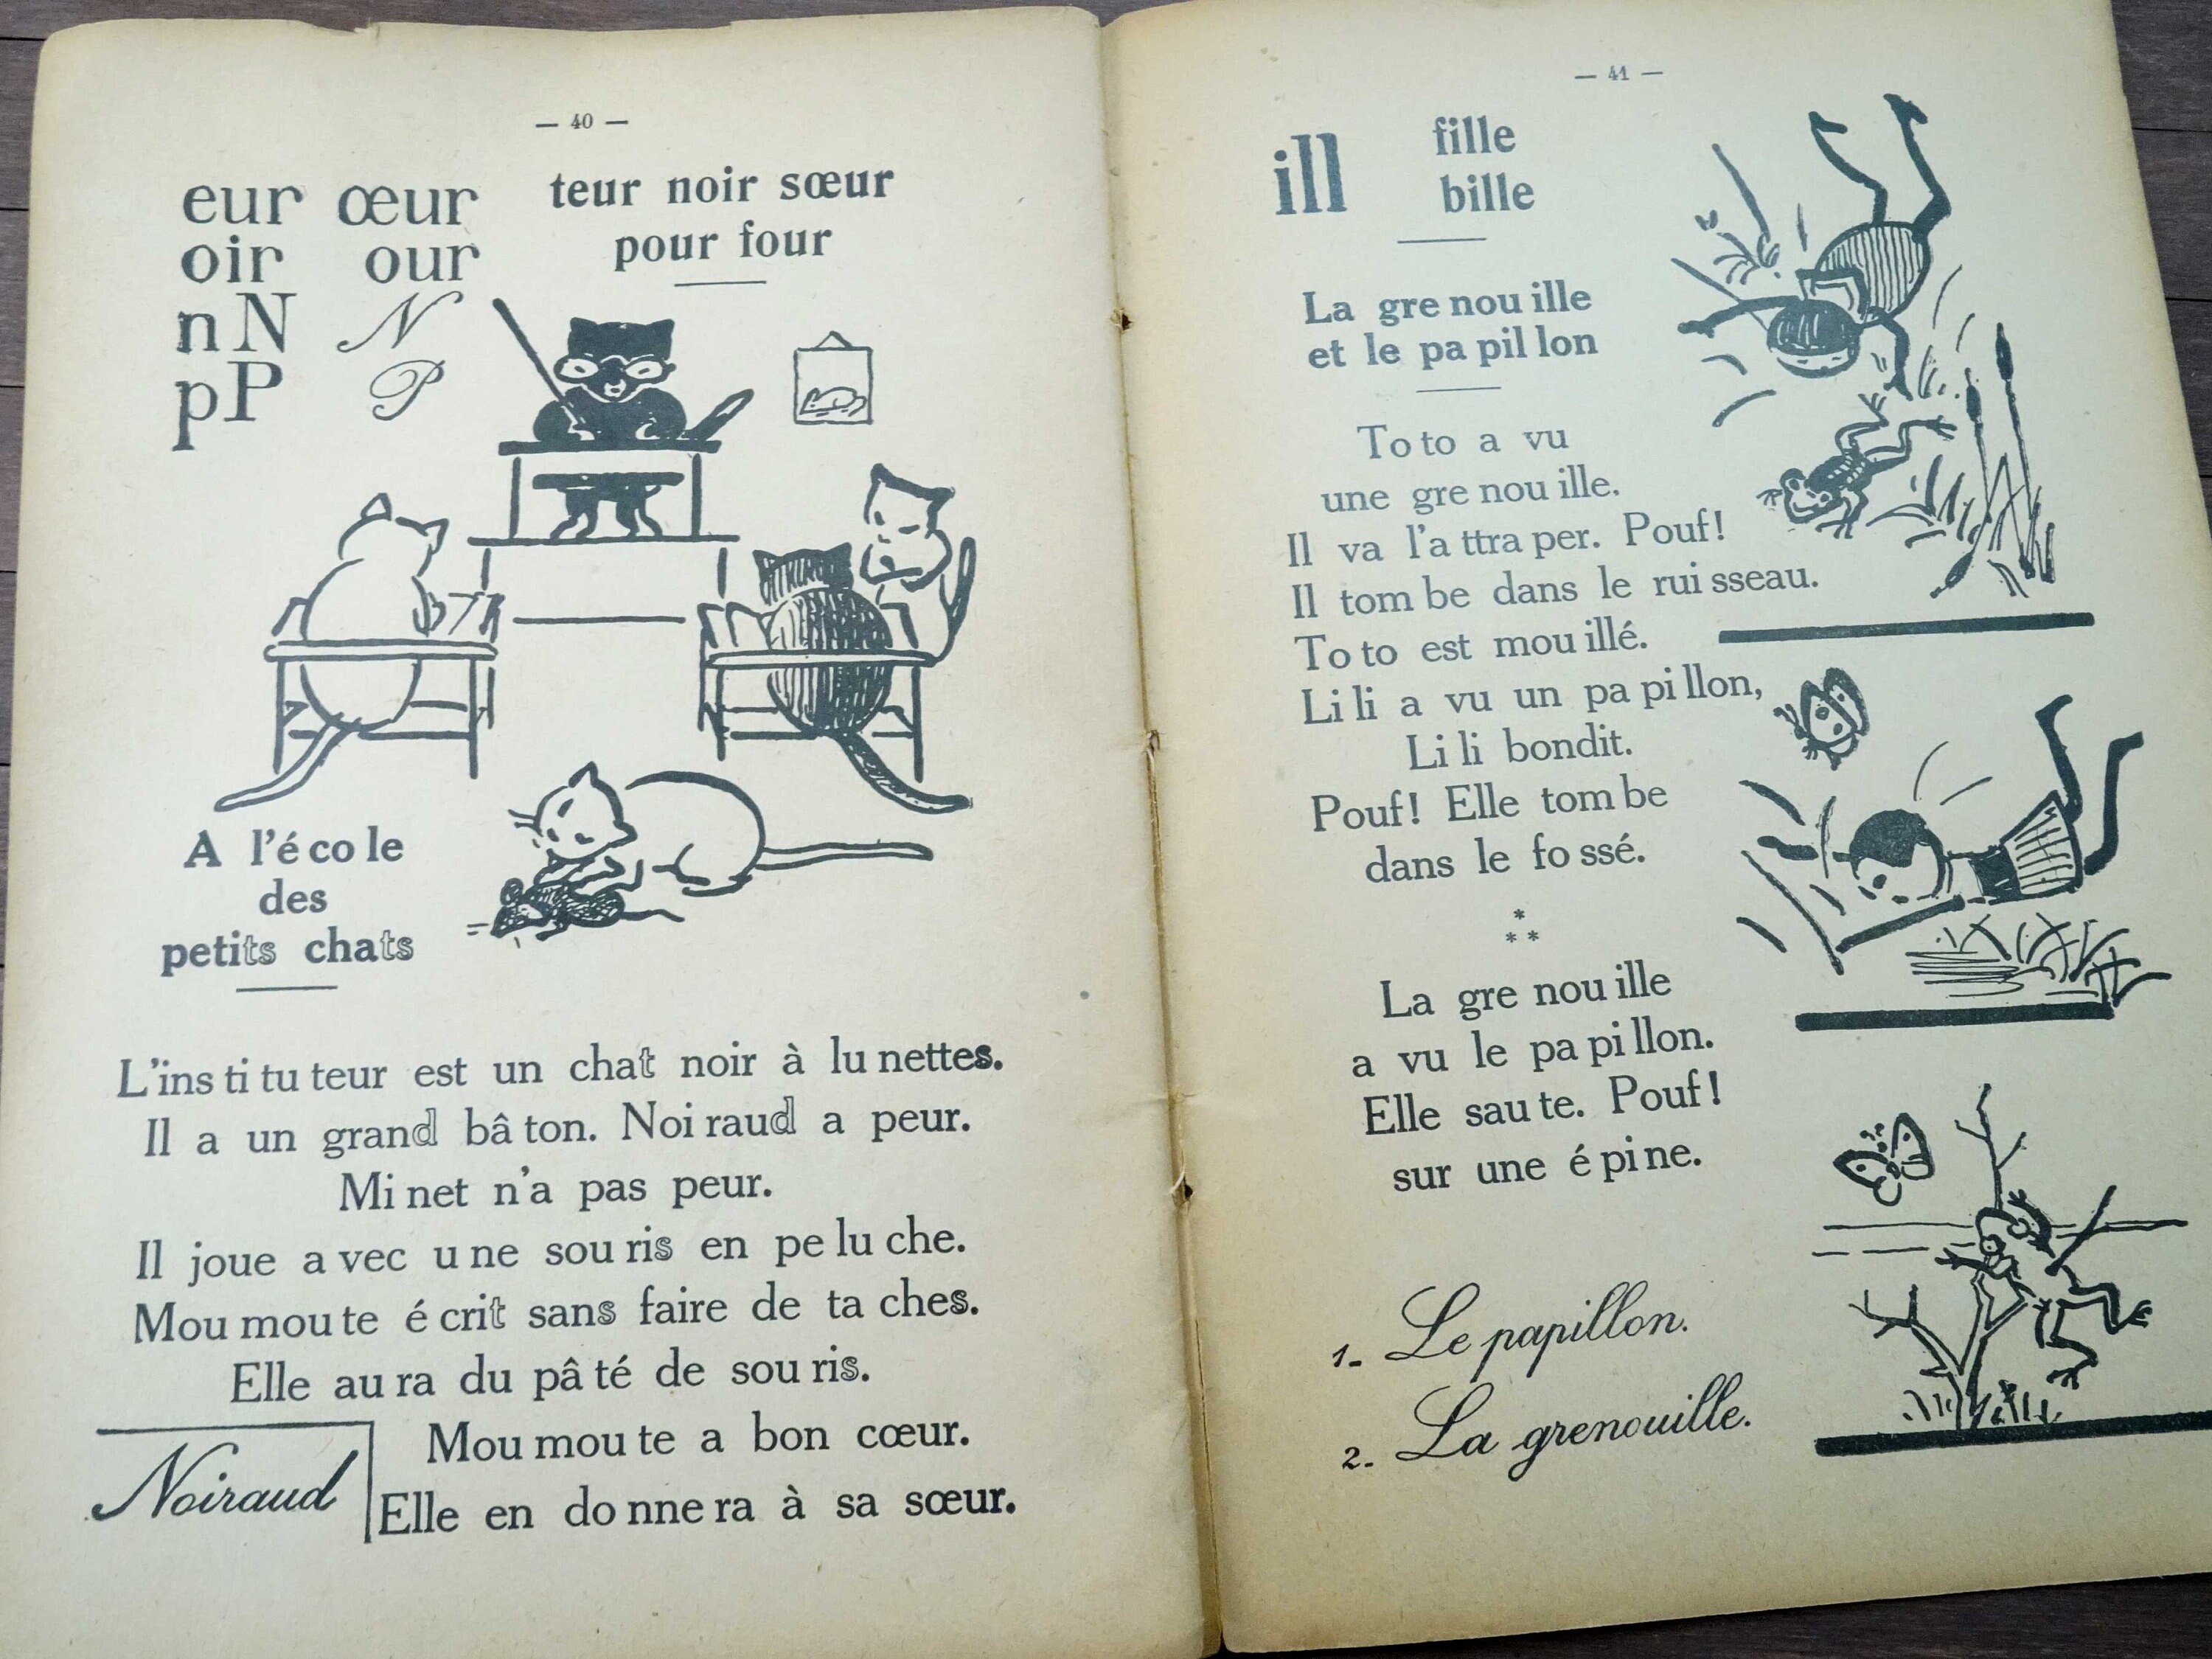 — 40 —
eur œur teur noir sœur
oir our pour four
n N N
p P P
A l'é co le
des
petits chats
L'ins ti tu teur est un chat noir à lu nettes.
Il a un grand bâ ton. Noi raud a peur.
Mi net n'a pas peur.
Il joue a vec u ne sou ris en pe lu che.
Mou mou te é crit sans faire de ta ches.
Elle au ra du pâ té de sou ris.
Mou mou te a bon cœur.
Elle en do nne ra à sa sœur.
Noiraud
— 41 —
ill fille
bille
La gre nou ille
et le pa pil lon
To to a vu
une gre nou ille.
Il va l'a ttra per. Pouf!
Il tom be dans le rui sseau.
To to est mou illé.
Li li a vu un pa pi llon,
Li li bondit.
Pouf! Elle tom be
dans le fo ssé.
*
* *
La gre nou ille
a vu le pa pi llon.
Elle sau te. Pouf!
sur une é pi ne.
1- Le papillon.
2- La grenouille.